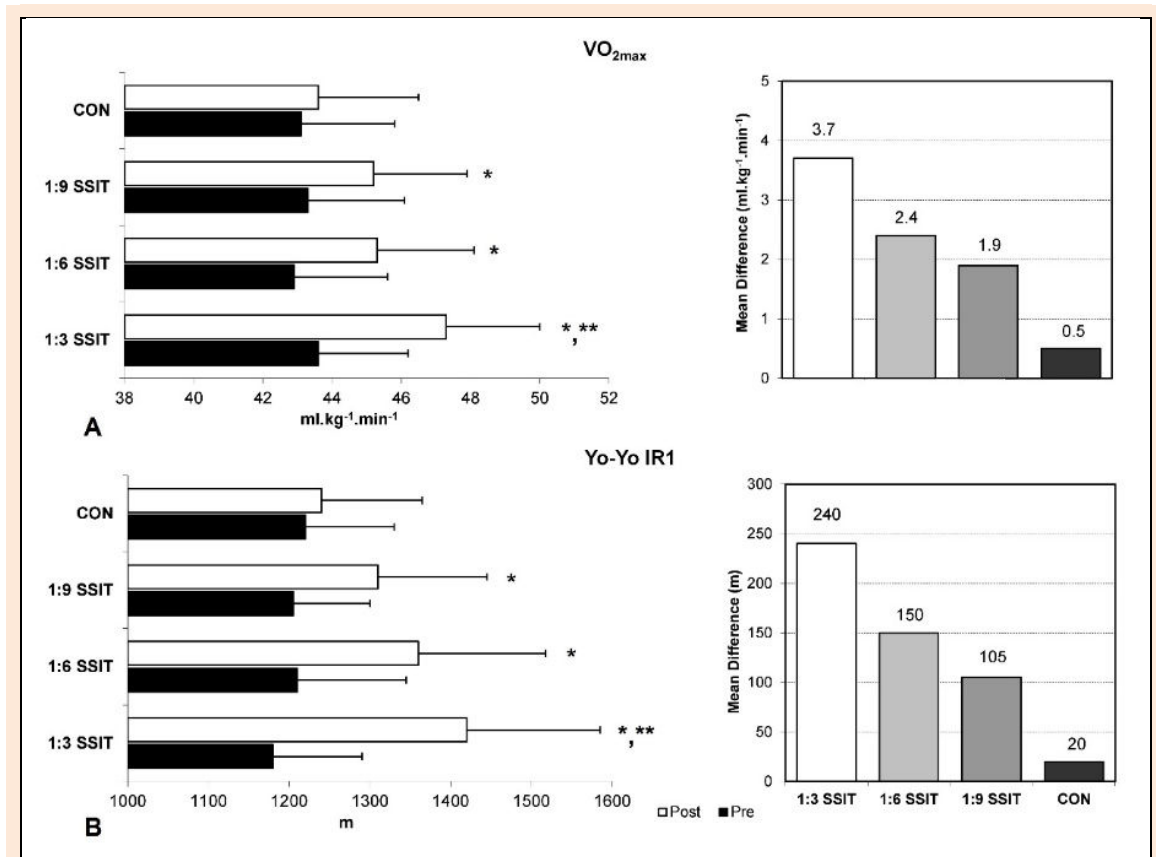 VO₂max
CON
1:9 SSIT
*
1:6 SSIT
*
1:3 SSIT
*,**
38 40 42 44 46 48 50 52
ml.kg⁻¹.min⁻¹
A
Mean Difference (ml.kg⁻¹.min⁻¹)
5
4
3
2
1
0
3.7
2.4
1.9
0.5
Yo-Yo IR1
CON
1:9 SSIT
*
1:6 SSIT
*
1:3 SSIT
*,**
1000 1100 1200 1300 1400 1500 1600
m
B
Post Pre
Mean Difference (m)
300
250
200
150
100
50
0
240
150
105
20
1:3 SSIT 1:6 SSIT 1:9 SSIT CON